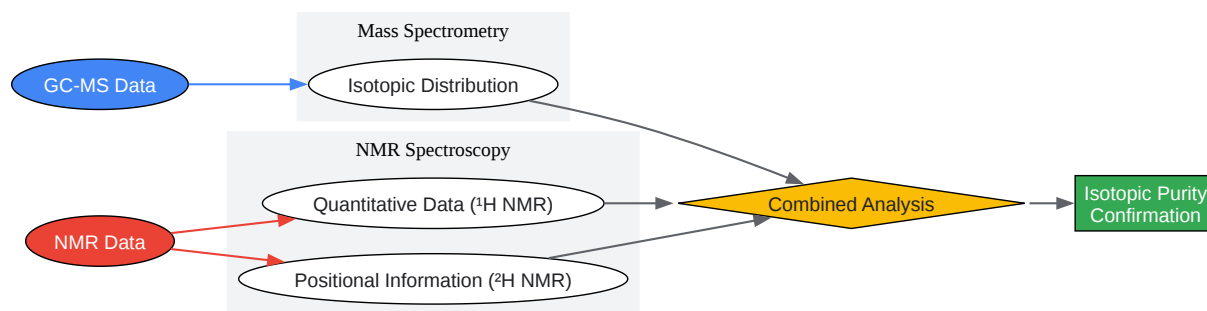 Mass Spectrometry
GC-MS Data
Isotopic Distribution
NMR Spectroscopy
Quantitative Data (¹H NMR)
NMR Data
Positional Information (²H NMR)
Combined Analysis
Isotopic Purity
Confirmation